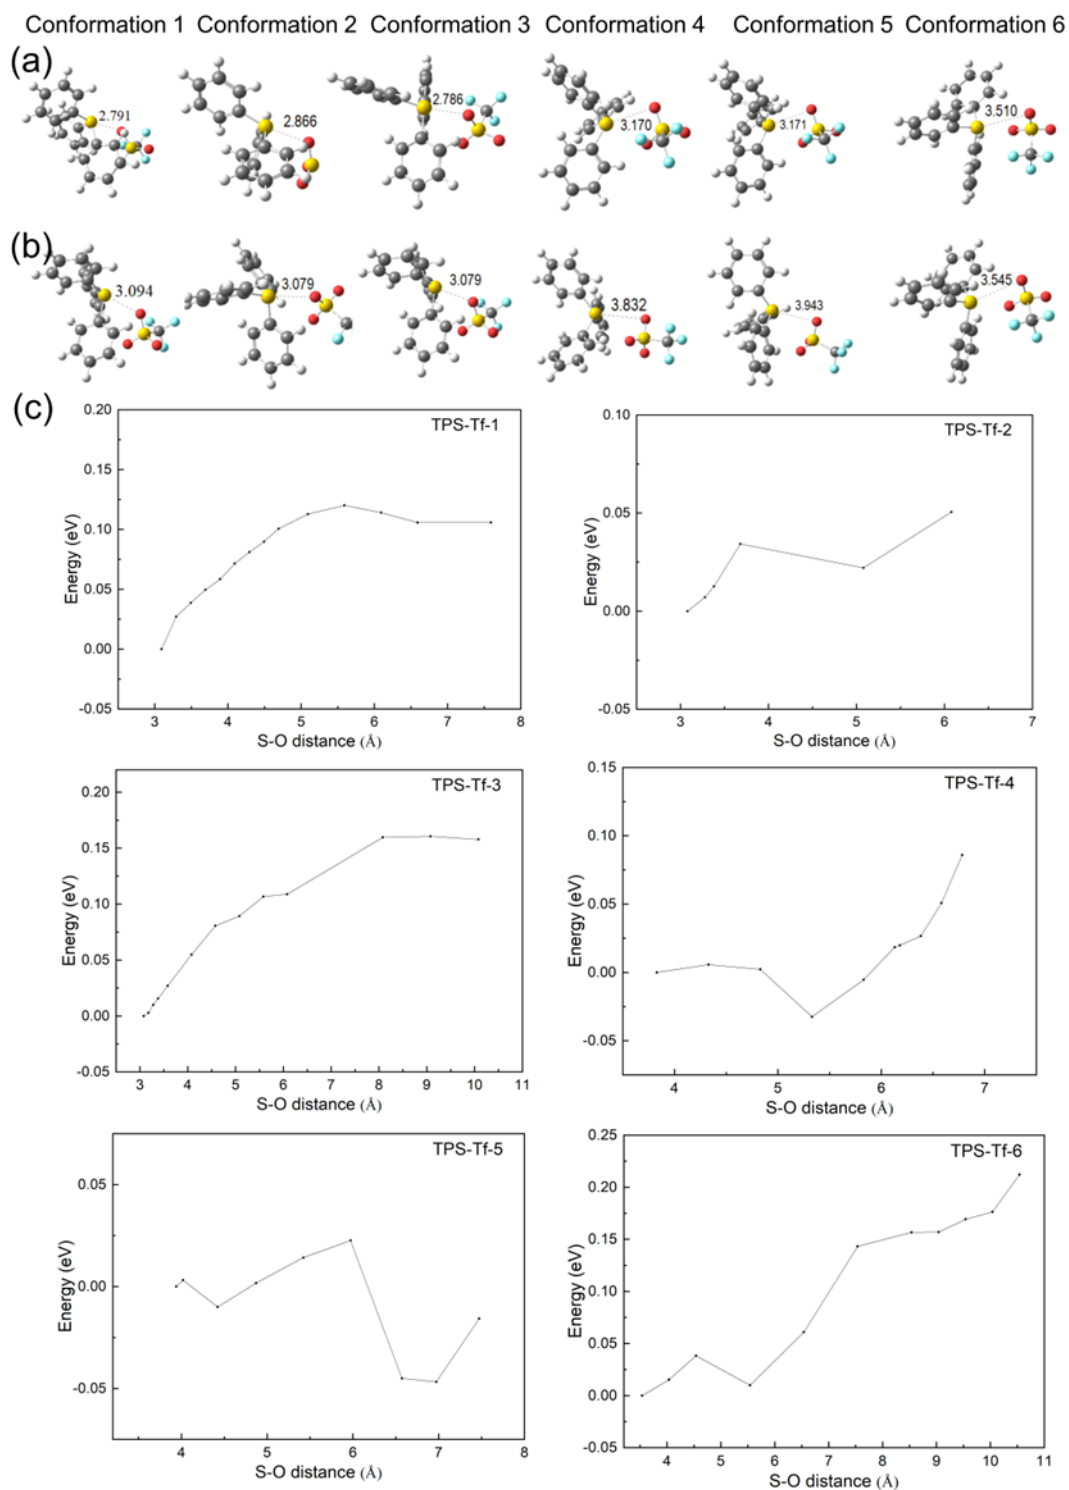 Conformation 1 Conformation 2 Conformation 3 Conformation 4 Conformation 5 Conformation 6
(a)
2.791 2.866 2.786 3.170 3.171 3.510
(b)
3.094 3.079 3.079 3.832 3.943 3.545
(c)
TPS-Tf-1
0.20
0.15
0.10
0.05
0.00
-0.05
Energy (eV)
3 4 5 6 7 8
S-O distance (Å)
TPS-Tf-2
0.10
0.05
0.00
-0.05
Energy (eV)
3 4 5 6 7
S-O distance (Å)
TPS-Tf-3
0.20
0.15
0.10
0.05
0.00
-0.05
Energy (eV)
3 4 5 6 7 8 9 10 11
S-O distance (Å)
TPS-Tf-4
0.15
0.10
0.05
0.00
-0.05
Energy (eV)
4 5 6 7
S-O distance (Å)
TPS-Tf-5
0.05
0.00
-0.05
Energy (eV)
4 5 6 7 8
S-O distance (Å)
TPS-Tf-6
0.25
0.20
0.15
0.10
0.05
0.00
-0.05
Energy (eV)
4 5 6 7 8 9 10 11
S-O distance (Å)